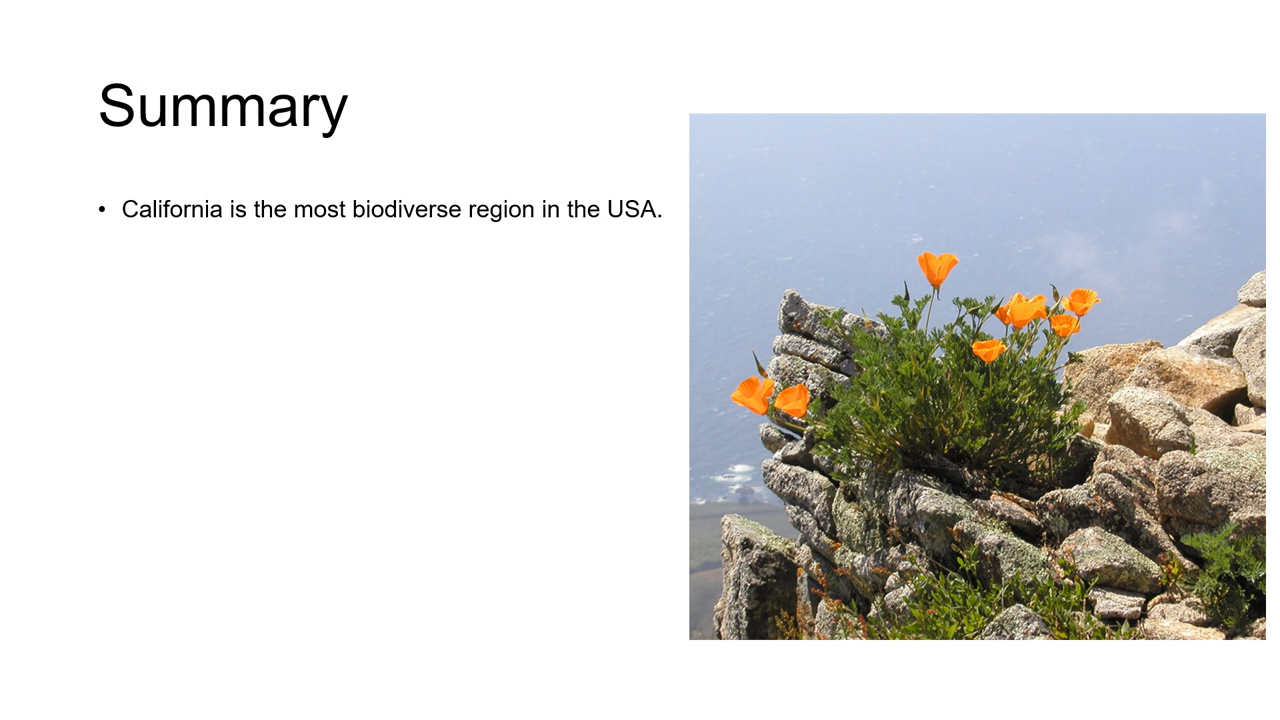 Summary
• California is the most biodiverse region in the USA.